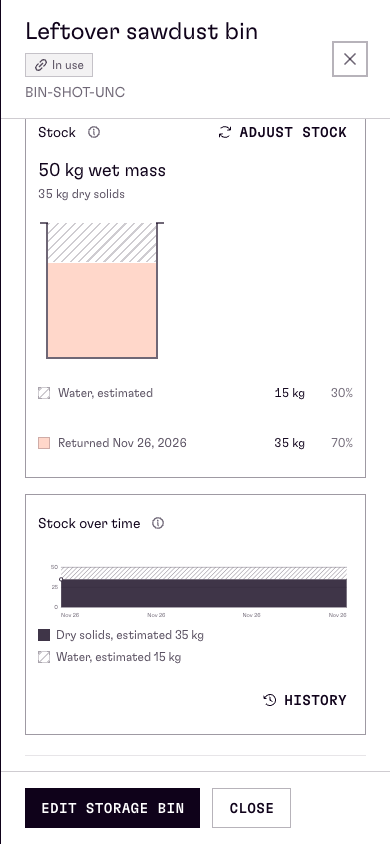 Leftover sawdust bin
In use
BIN-SHOT-UNC
Stock
ADJUST STOCK
50 kg wet mass
35 kg dry solids
Water, estimated 15 kg 30%
Returned Nov 26, 2026 35 kg 70%
Stock over time
50
25
0
Nov 26 Nov 26 Nov 26 Nov 26
Dry solids, estimated 35 kg
Water, estimated 15 kg
HISTORY
EDIT STORAGE BIN
CLOSE